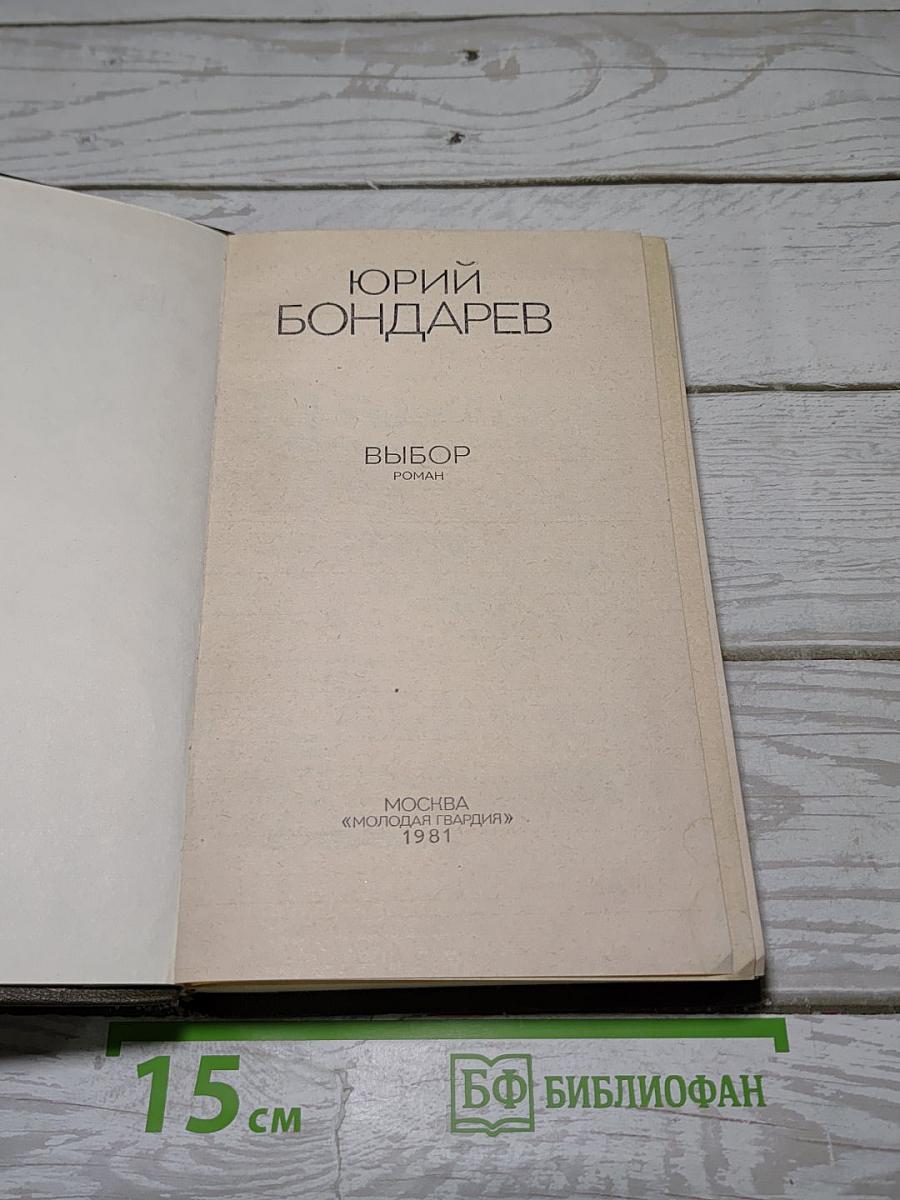 ЮРИЙ
БОНДАРЕВ
ВЫБОР
РОМАН
МОСКВА
«МОЛОДАЯ ГВАРДИЯ»
1981
15 см
БФ БИБЛИОФАН